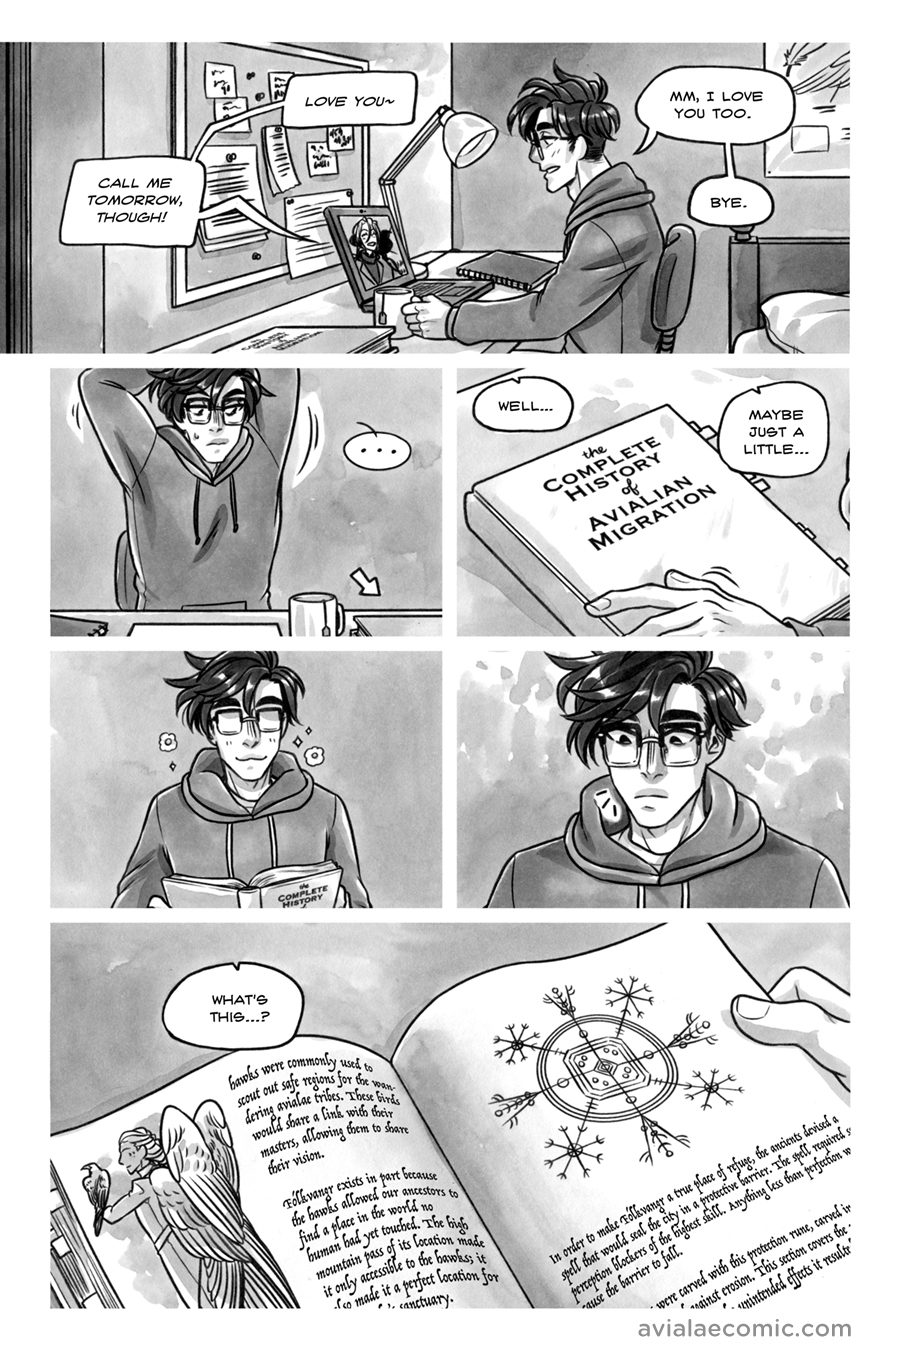 LOVE YOU~
CALL ME
TOMORROW,
THOUGH!
MM, I LOVE
YOU TOO.
BYE.
...
WELL...
MAYBE
JUST A
LITTLE...
the
COMPLETE
HISTORY
of
AVIALIAN
MIGRATION
the
COMPLETE
HISTORY
WHAT'S
THIS...?
hawks were commonly used to
scout out safe regions for the wan-
dering avialae tribes. These birds
would share a link with their
masters, allowing them to share
their vision.
Fólkvangr exists in part because
the hawks allowed our ancestors to
find a place in the world no
human had yet touched. The high
mountain pass of its location made
it only accessible to the hawks; it
also made it a perfect location for
sanctuary.
In order to make Fólkvangr a true place of refuge, the ancients devised a
spell that would seal the city in a protective barrier. The spell required
perception blockers of the highest skill. Anything less than perfection
cause the barrier to fall.
were carved with this protection rune, carved
against erosion. This section covers the
unintended efforts it
avialaecomic.com